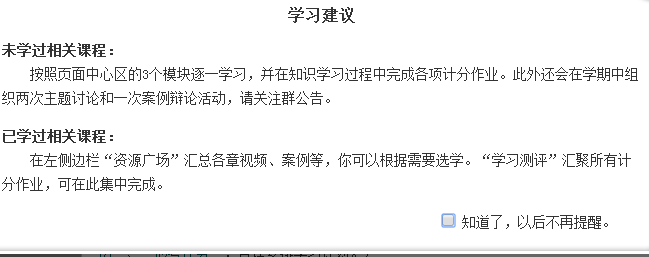 学习建议
未学过相关课程：
按照页面中心区的3个模块逐一学习，并在知识学习过程中完成各项计分作业。此外还会在学期中组
织两次主题讨论和一次案例辩论活动，请关注群公告。
已学过相关课程：
在左侧边栏“资源广场”汇总各章视频、案例等，你可以根据需要选学。“学习测评”汇聚所有计
分作业，可在此集中完成。
知道了，以后不再提醒。